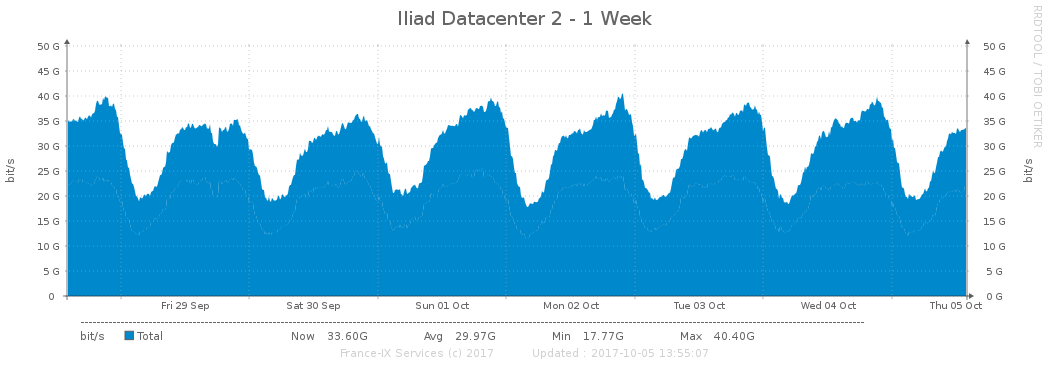 Iliad Datacenter 2 - 1 Week
RRDTOOL / TOBI OETIKER
50 G 50 G
45 G 45 G
40 G 40 G
35 G 35 G
30 G 30 G
25 G 25 G
20 G 20 G
15 G 15 G
10 G 10 G
5 G 5 G
0 0 G
bit/s
bit/s
Fri 29 Sep Sat 30 Sep Sun 01 Oct Mon 02 Oct Tue 03 Oct Wed 04 Oct Thu 05 Oct
bit/s Total Now 33.60G Avg 29.97G Min 17.77G Max 40.40G
France-IX Services (c) 2017 Updated : 2017-10-05 13:55:07